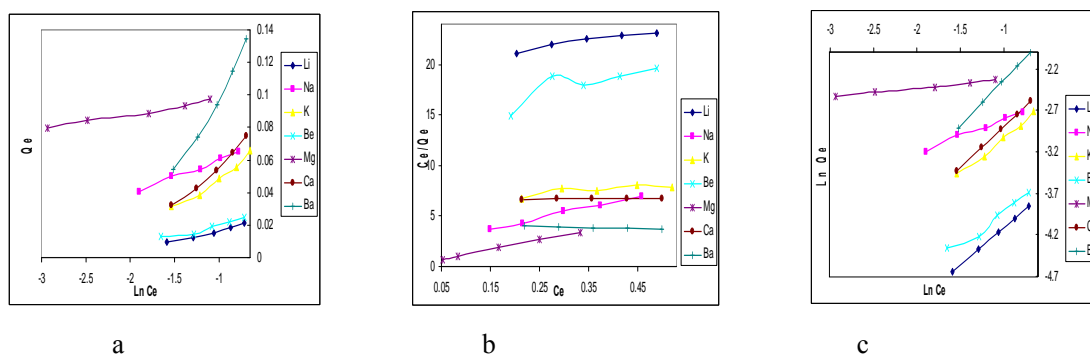 -3 -2.5 -2 -1.5 -1
0.14
0.12
0.1
0.08
0.06
0.04
0.02
0
Q e
Ln Ce
Li
Na
K
Be
Mg
Ca
Ba
20
15
10
5
0
Ce / Q e
0.05 0.15 0.25 0.35 0.45
Ce
Li
Na
K
Be
Mg
Ca
Ba
-3 -2.5 -2 -1.5 -1
-2.2
-2.7
-3.2
-3.7
-4.2
-4.7
Ln Q e
Ln Ce
K
a b c